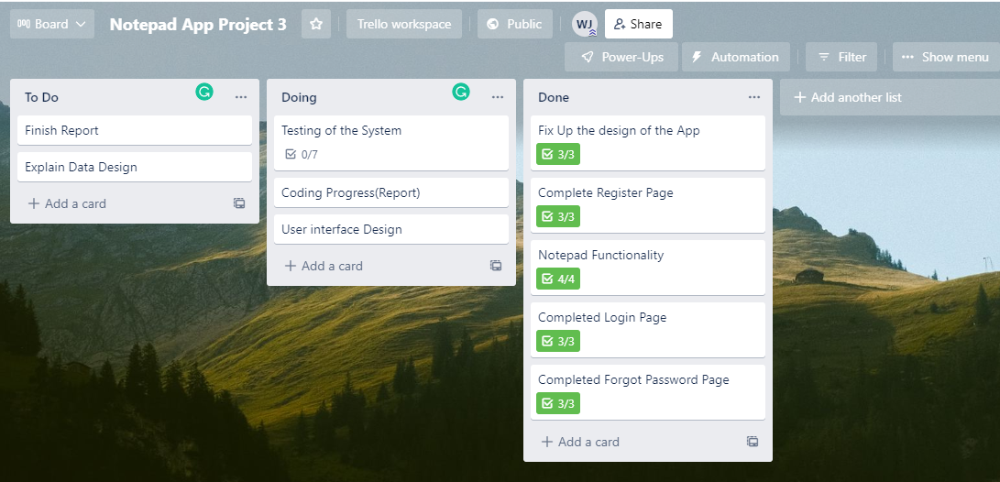 Board
Notepad App Project 3
Trello workspace
Public
WJ
Share
Power-Ups
Automation
Filter
Show menu
To Do
Finish Report
Explain Data Design
Add a card
Doing
Testing of the System
0/7
Coding Progress(Report)
User interface Design
Add a card
Done
Fix Up the design of the App
3/3
Complete Register Page
3/3
Notepad Functionality
4/4
Completed Login Page
3/3
Completed Forgot Password Page
3/3
Add a card
Add another list